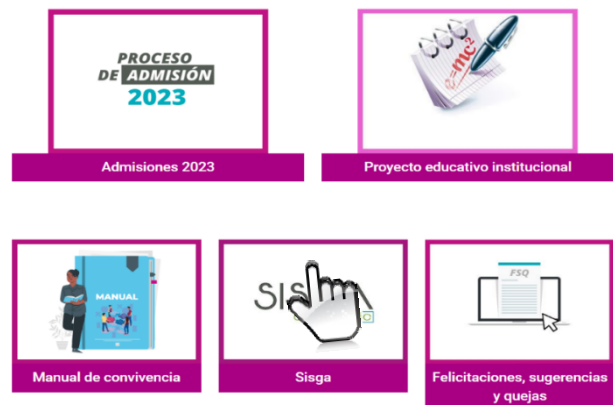 PROCESO
DE ADMISIÓN
2023
e=mc2
Admisiones 2023
Proyecto educativo institucional
MANUAL
FSQ
Manual de convivencia
Sisga
Felicitaciones, sugerencias
y quejas